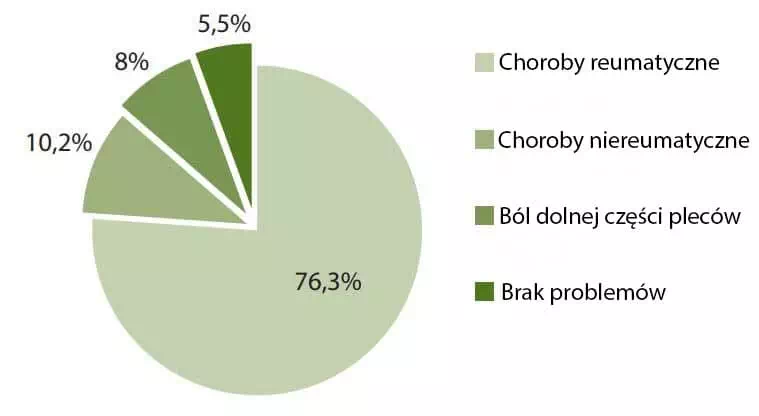 5,5%
8%
10,2%
76,3%
Choroby reumatyczne
Choroby niereumatyczne
Ból dolnej części pleców
Brak problemów